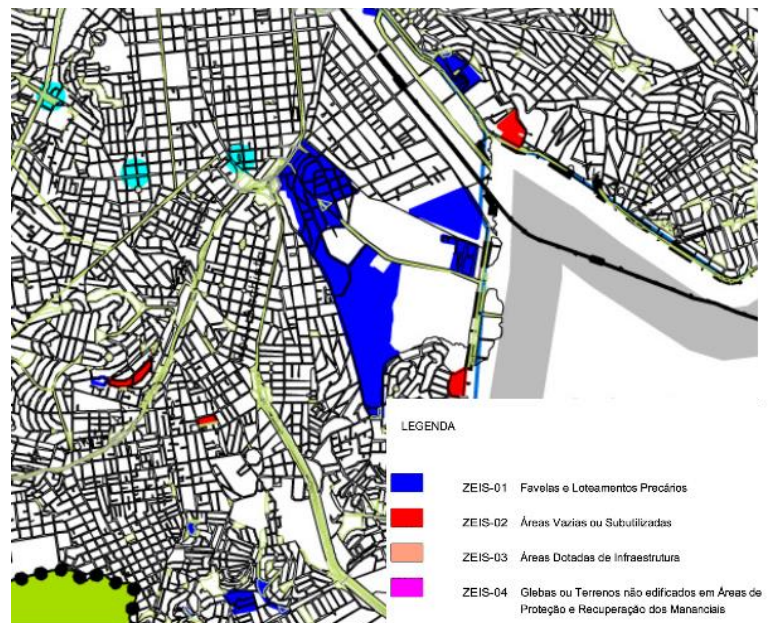 LEGENDA
ZEIS-01 Favelas e Loteamentos Precários
ZEIS-02 Áreas Vazias ou Subutilizadas
ZEIS-03 Áreas Dotadas de Infraestrutura
ZEIS-04 Glebas ou Terrenos não edificados em Áreas de
Proteção e Recuperação dos Mananciais